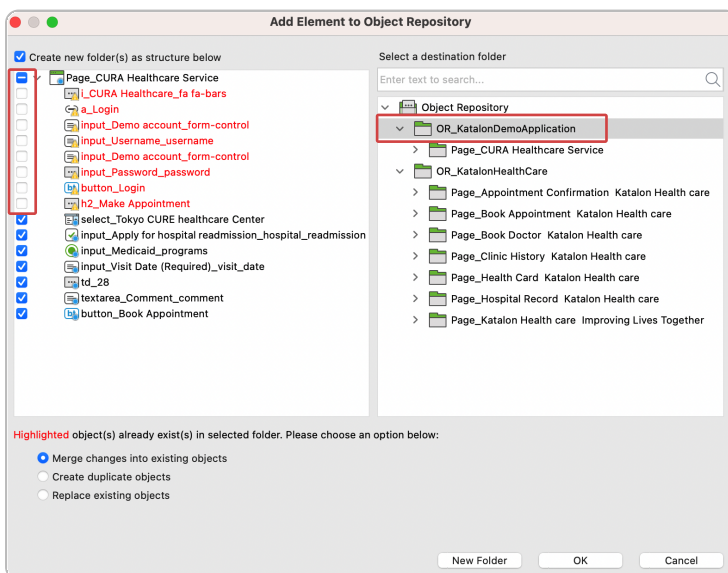 Add Element to Object Repository
Create new folder(s) as structure below
Page_CURA Healthcare Service
i_CURA Healthcare_fa fa-bars
a_Login
input_Demo account_form-control
input_Username_username
input_Demo account_form-control
input_Password_password
button_Login
h2_Make Appointment
select_Tokyo CURE healthcare Center
input_Apply for hospital readmission_hospital_readmission
input_Medicaid_programs
input_Visit Date (Required)_visit_date
td_28
textarea_Comment_comment
button_Book Appointment
Select a destination folder
Enter text to search...
Object Repository
OR_KatalonDemoApplication
Page_CURA Healthcare Service
OR_KatalonHealthCare
Page_Appointment Confirmation Katalon Health care
Page_Book Appointment Katalon Health care
Page_Book Doctor Katalon Health care
Page_Clinic History Katalon Health care
Page_Health Card Katalon Health care
Page_Hospital Record Katalon Health care
Page_Katalon Health care Improving Lives Together
Highlighted object(s) already exist(s) in selected folder. Please choose an option below:
Merge changes into existing objects
Create duplicate objects
Replace existing objects
New Folder
OK
Cancel